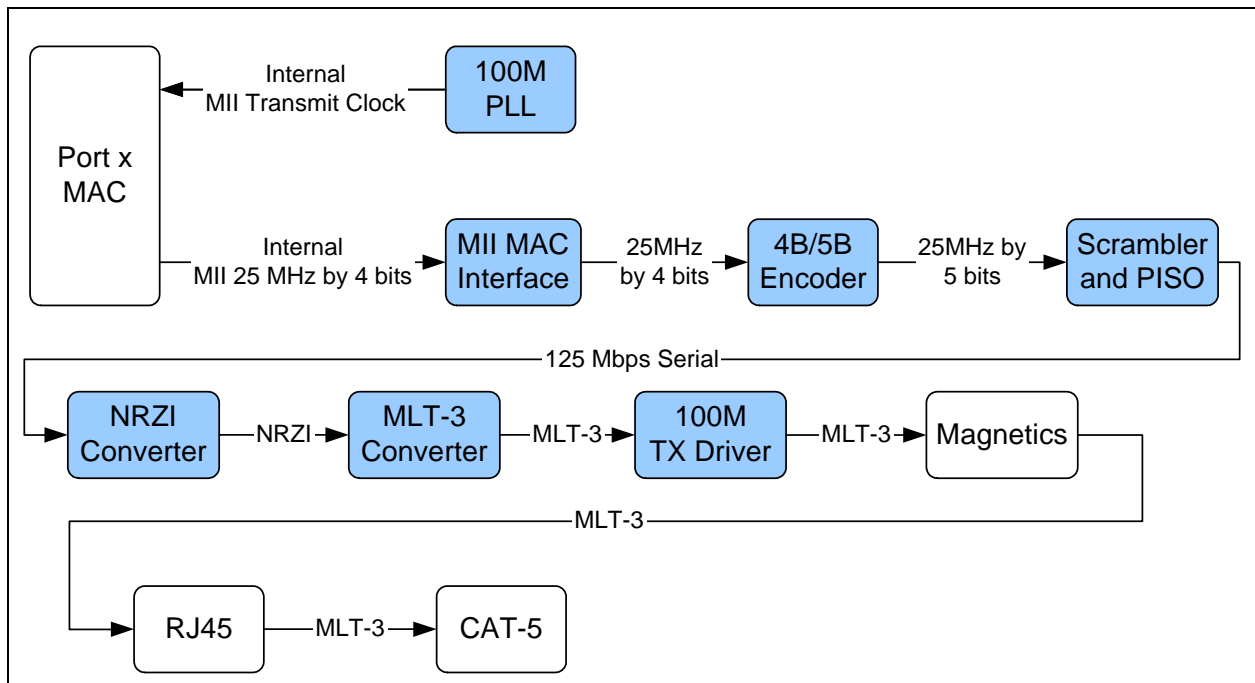 Internal
MII Transmit Clock
100M
PLL
Port x
MAC
Internal
MII 25 MHz by 4 bits
MII MAC
Interface
25MHz
by 4 bits
4B/5B
Encoder
25MHz by
5 bits
Scrambler
and PISO
125 Mbps Serial
NRZI
Converter
NRZI
MLT-3
Converter
MLT-3
100M
TX Driver
MLT-3
Magnetics
MLT-3
RJ45
MLT-3
CAT-5